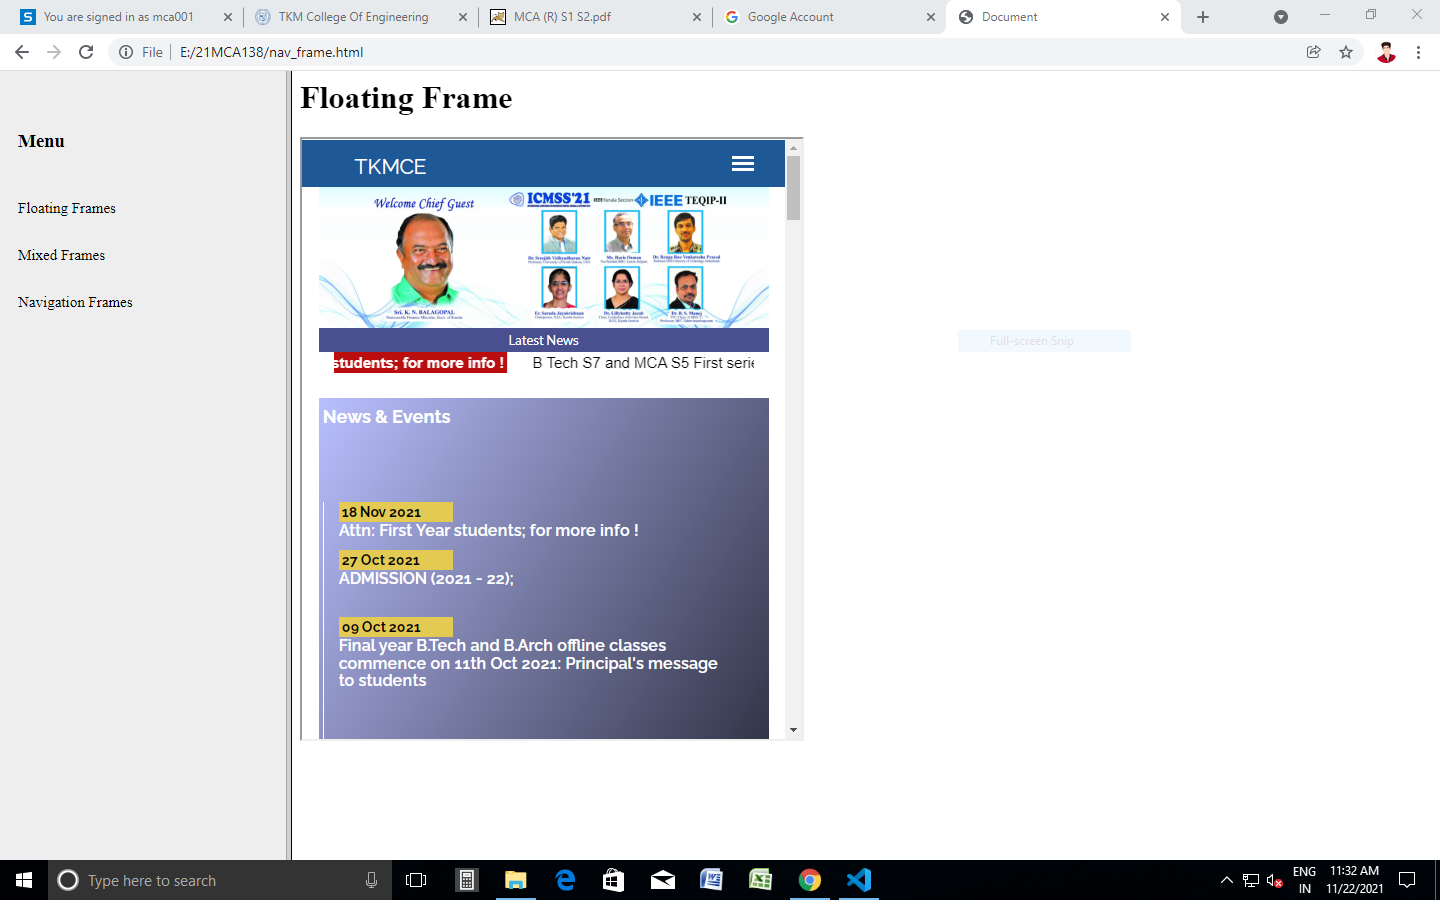 You are signed in as mca001
TKM College Of Engineering
MCA (R) S1 S2.pdf
Google Account
Document
File
E:/21MCA138/nav_frame.html
Menu
Floating Frames
Mixed Frames
Navigation Frames
Floating Frame
TKMCE
Welcome Chief Guest
ICMSS'21
IEEE Kerala Section
IEEE TEQIP-II
Sri. K. N. BALAGOPAL
Latest News
students; for more info !
B Tech S7 and MCA S5 First serie
News & Events
18 Nov 2021
Attn: First Year students; for more info !
27 Oct 2021
ADMISSION (2021 - 22);
09 Oct 2021
Final year B.Tech and B.Arch offline classes
commence on 11th Oct 2021: Principal's message
to students
Full-screen Snip
Type here to search
ENG
IN
11:32 AM
11/22/2021